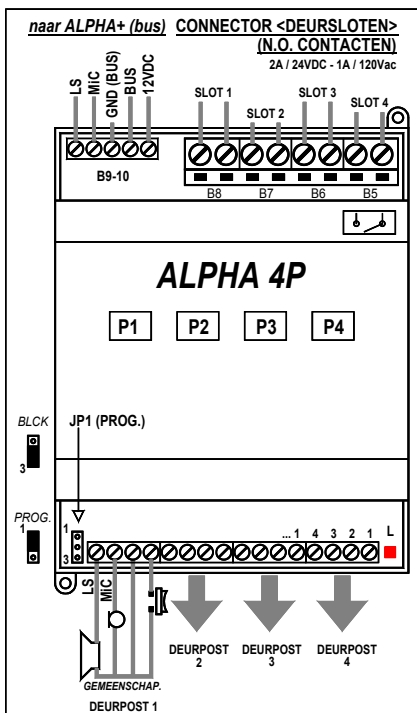 naar ALPHA+ (bus) CONNECTOR <DEURSLOTEN>
(N.O. CONTACTEN)
2A / 24VDC - 1A / 120Vac
LS
MiC
GND (BUS)
BUS
12VDC
SLOT 1
SLOT 2
SLOT 3
SLOT 4
B9-10
B8
B7
B6
B5
ALPHA 4P
P1
P2
P3
P4
BLCK
3
JP1 (PROG.)
PROG.
1
1
3
... 1 4 3 2 1
L
LS
MiC
GEMEENSCHAP.
DEURPOST 1
DEURPOST
2
DEURPOST
3
DEURPOST
4